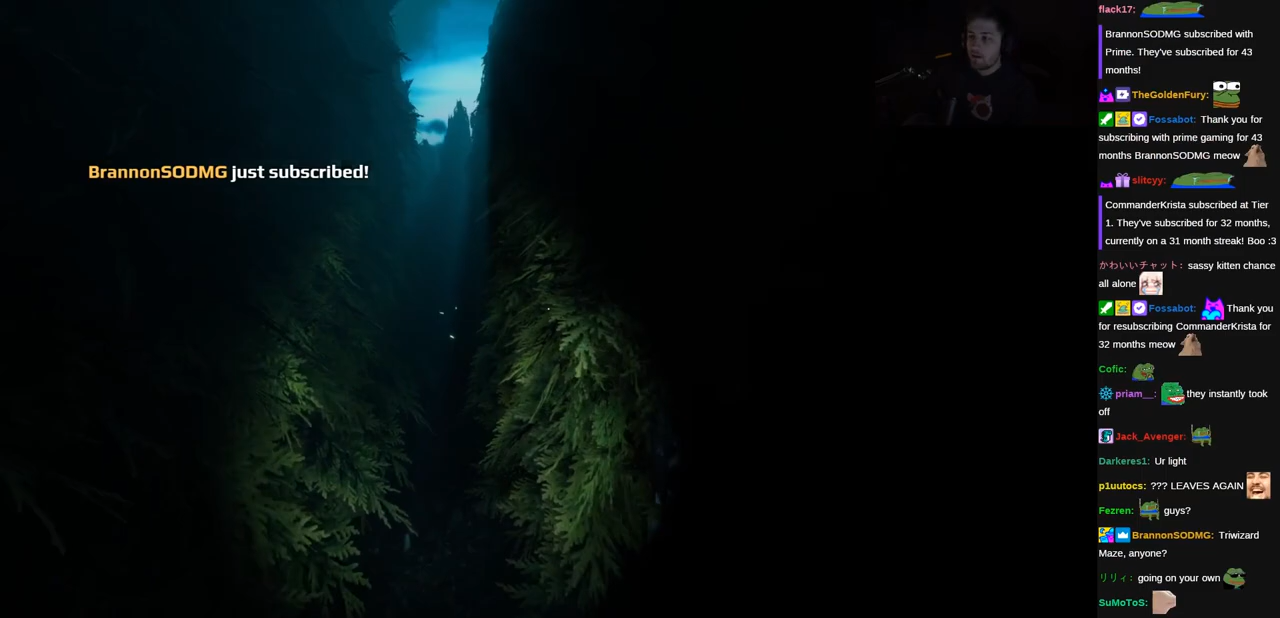 BrannonSODMG just subscribed!
flack17:
BrannonSODMG subscribed with
Prime. They've subscribed for 43
months!
TheGoldenFury:
Fossabot: Thank you for
subscribing with prime gaming for 43
months BrannonSODMG meow
slitcyy:
CommanderKrista subscribed at Tier
1. They've subscribed for 32 months,
currently on a 31 month streak! Boo :3
かわいいチャット: sassy kitten chance
all alone
Fossabot: Thank you
for resubscribing CommanderKrista for
32 months meow
Cofic:
priam__: they instantly took
off
Jack_Avenger:
Darkeres1: Ur light
p1uutocs: ??? LEAVES AGAIN
Fezren: guys?
BrannonSODMG: Triwizard
Maze, anyone?
リリィ: going on your own
SuMoToS: